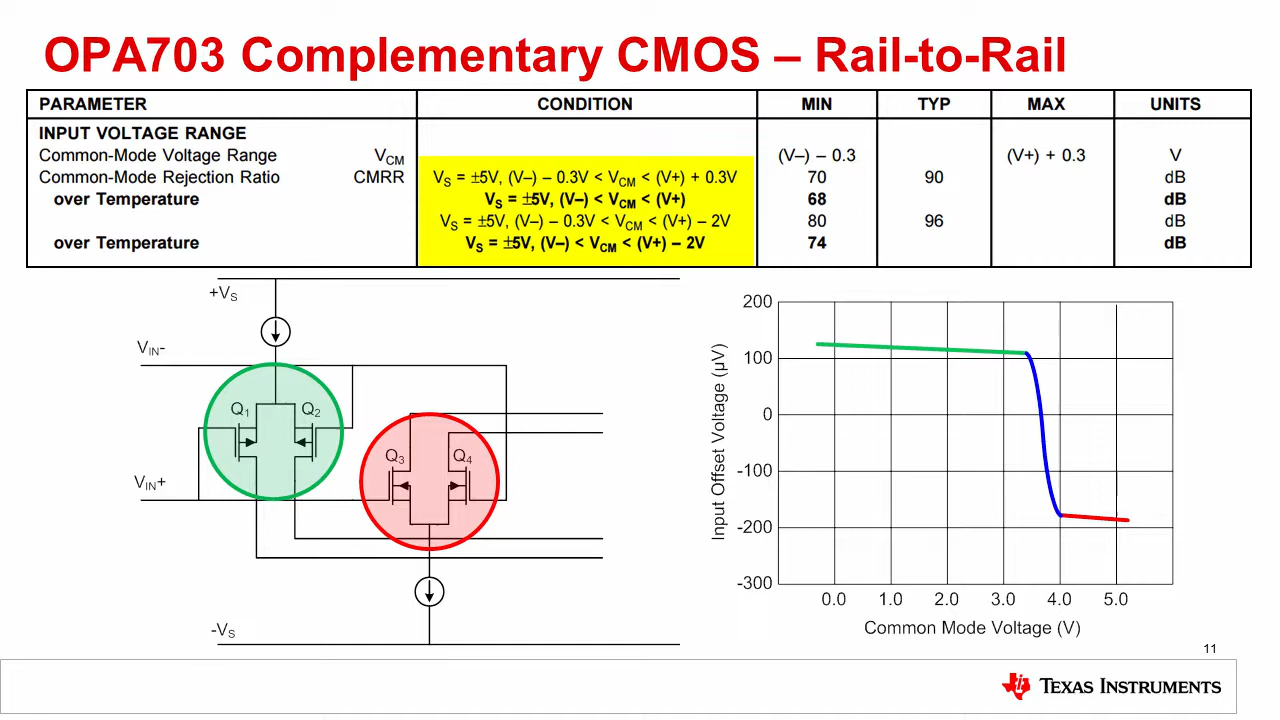 OPA703 Complementary CMOS – Rail-to-Rail
PARAMETER CONDITION MIN TYP MAX UNITS
INPUT VOLTAGE RANGE
Common-Mode Voltage Range VCM (V–) – 0.3 (V+) + 0.3 V
Common-Mode Rejection Ratio CMRR VS = ±5V, (V–) – 0.3V < VCM < (V+) + 0.3V 70 90 dB
over Temperature VS = ±5V, (V–) < VCM < (V+) 68 dB
VS = ±5V, (V–) – 0.3V < VCM < (V+) – 2V 80 96 dB
over Temperature VS = ±5V, (V–) < VCM < (V+) – 2V 74 dB
+VS
VIN-
Q1 Q2
Q3 Q4
VIN+
-VS
200
100
0
-100
-200
-300
Input Offset Voltage (µV)
0.0 1.0 2.0 3.0 4.0 5.0
Common Mode Voltage (V)
11
TEXAS INSTRUMENTS